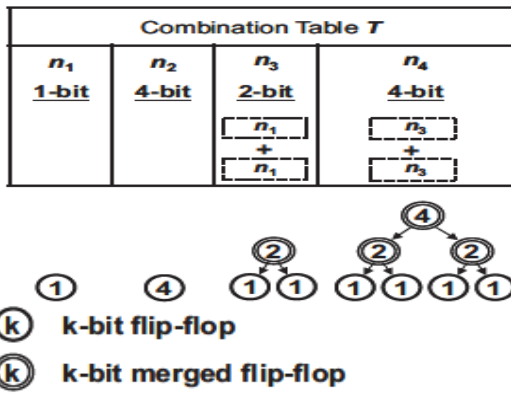 Combination Table T
n1 n2 n3 n4
1-bit 4-bit 2-bit 4-bit
n1 n3
+ +
n1 n3
4
2 2 2
1 4 1 1 1 1 1 1
k k-bit flip-flop
k k-bit merged flip-flop